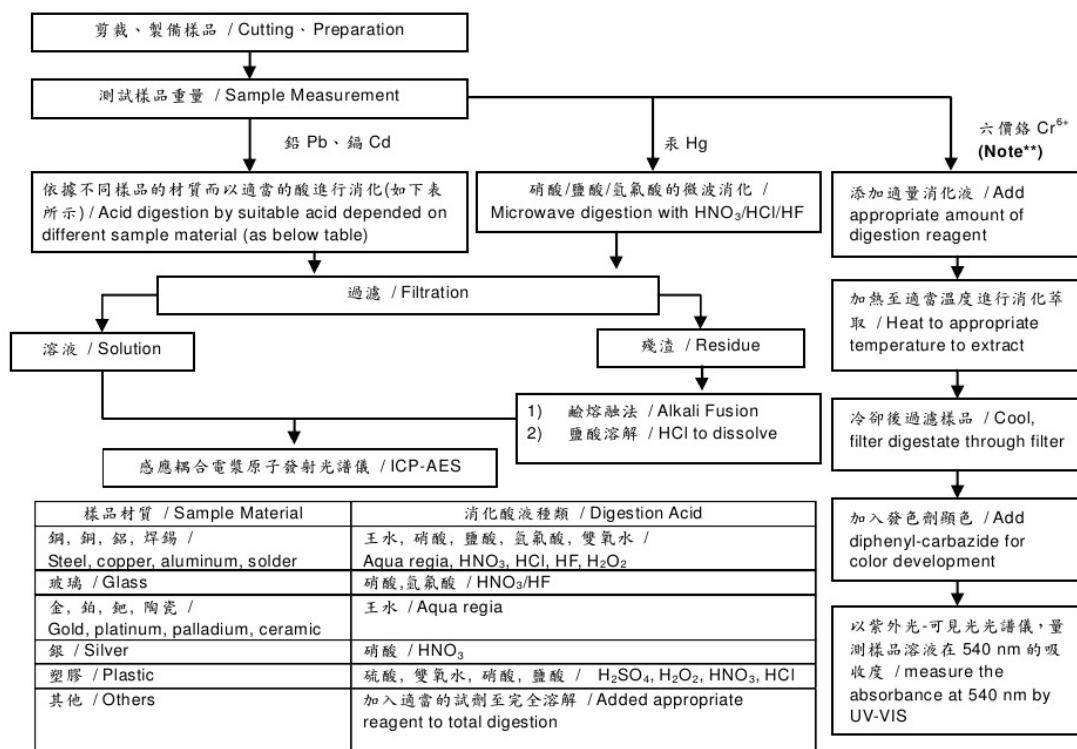 剪裁、製備樣品 / Cutting、Preparation
測試樣品重量 / Sample Measurement
鉛 Pb、鎘 Cd
汞 Hg
六價鉻 Cr⁶⁺
(Note**)
依據不同樣品的材質而以適當的酸進行消化(如下表
所示) / Acid digestion by suitable acid depended on
different sample material (as below table)
硝酸/鹽酸/氫氟酸的微波消化 /
Microwave digestion with HNO₃/HCl/HF
添加適量消化液 / Add
appropriate amount of
digestion reagent
過濾 / Filtration
加熱至適當溫度進行消化萃
取 / Heat to appropriate
temperature to extract
溶液 / Solution
殘渣 / Residue
1) 鹼熔融法 / Alkali Fusion
2) 鹽酸溶解 / HCl to dissolve
冷卻後過濾樣品 / Cool,
filter digestate through filter
感應耦合電漿原子發射光譜儀 / ICP-AES
加入發色劑顯色 / Add
diphenyl-carbazide for
color development
以紫外光-可見光光譜儀，量
測樣品溶液在 540 nm 的吸
收度 / measure the
absorbance at 540 nm by
UV-VIS
樣品材質 / Sample Material 消化酸液種類 / Digestion Acid
鋼, 銅, 鋁, 焊錫 / 王水, 硝酸, 鹽酸, 氫氟酸, 雙氧水 /
Steel, copper, aluminum, solder Aqua regia, HNO₃, HCl, HF, H₂O₂
玻璃 / Glass 硝酸,氫氟酸 / HNO₃/HF
金, 鉑, 鈀, 陶瓷 / 王水 / Aqua regia
Gold, platinum, palladium, ceramic
銀 / Silver 硝酸 / HNO₃
塑膠 / Plastic 硫酸, 雙氧水, 硝酸, 鹽酸 / H₂SO₄, H₂O₂, HNO₃, HCl
其他 / Others 加入適當的試劑至完全溶解 / Added appropriate
reagent to total digestion